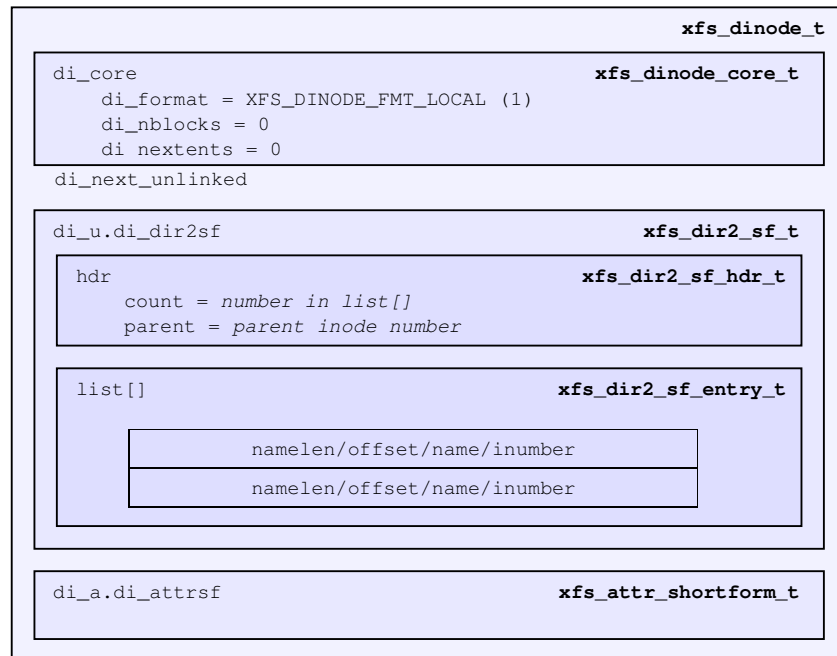 xfs_dinode_t
di_core xfs_dinode_core_t
di_format = XFS_DINODE_FMT_LOCAL (1)
di_nblocks = 0
di nextents = 0
di_next_unlinked
di_u.di_dir2sf xfs_dir2_sf_t
hdr xfs_dir2_sf_hdr_t
count = number in list[]
parent = parent inode number
list[] xfs_dir2_sf_entry_t
namelen/offset/name/inumber
namelen/offset/name/inumber
di_a.di_attrsf xfs_attr_shortform_t